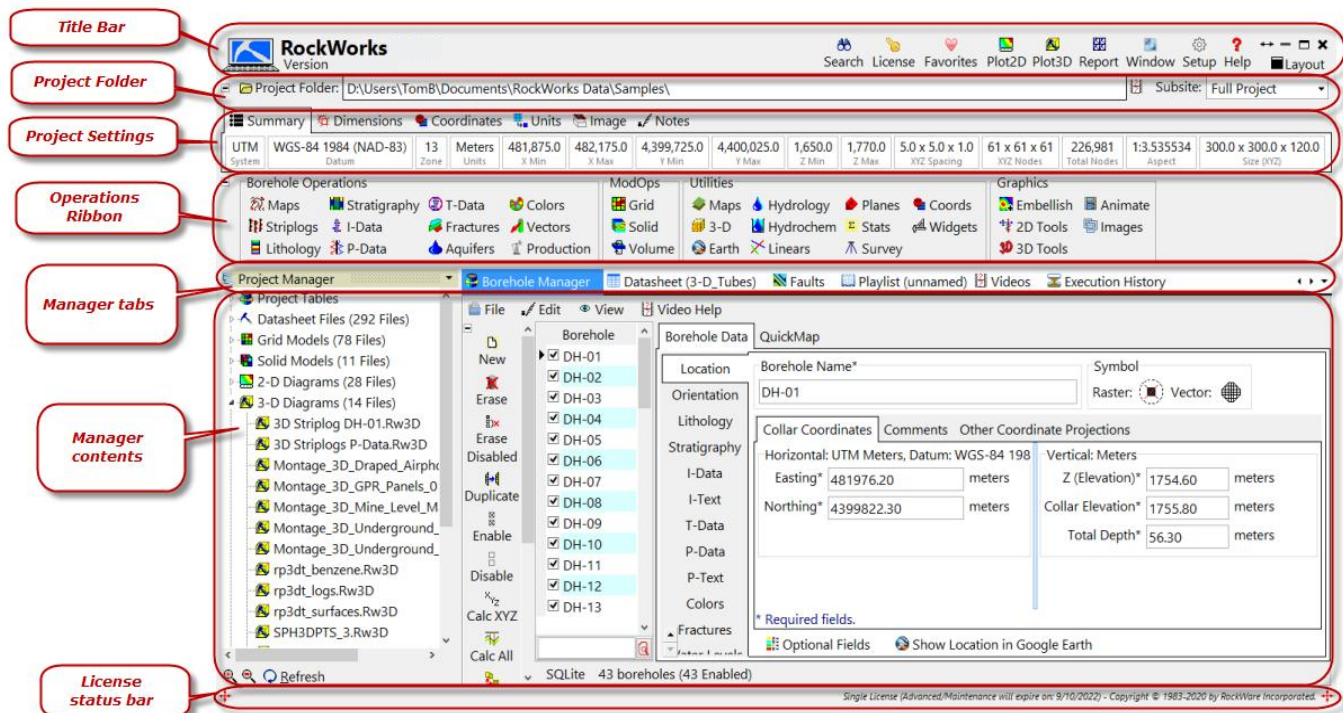 Title Bar
RockWorks
Version
Search License Favorites Plot2D Plot3D Report Window Setup Help Layout
Project Folder
Project Folder: D:\Users\TomB\Documents\RockWorks Data\Samples\ Subsite: Full Project
Project Settings
Summary Dimensions Coordinates Units Image Notes
UTM WGS-84 1984 (NAD-83) 13 Meters 481,875.0 482,175.0 4,399,725.0 4,400,025.0 1,650.0 1,770.0 5.0 x 5.0 x 1.0 61 x 61 x 61 226,981 1:3.535534 300.0 x 300.0 x 120.0
System Datum Zone Units X Min X Max Y Min Y Max Z Min Z Max XYZ Spacing XYZ Nodes Total Nodes Aspect Size (XYZ)
Operations
Ribbon
Borehole Operations ModOps Utilities Graphics
Maps Stratigraphy T-Data Colors Grid Maps Hydrology Planes Coords Embellish Animate
Striplogs I-Data Fractures Vectors Solid 3-D Hydrochem Stats Widgets 2D Tools Images
Lithology P-Data Aquifers Production Volume Earth Linears Survey 3D Tools
Manager tabs
Project Manager Borehole Manager Datasheet (3-D_Tubes) Faults Playlist (unnamed) Videos Execution History
Manager
contents
Project Tables
Datasheet Files (292 Files)
Grid Models (78 Files)
Solid Models (11 Files)
2-D Diagrams (28 Files)
3-D Diagrams (14 Files)
3D Striplog DH-01.Rw3D
3D Striplogs P-Data.Rw3D
Montage_3D_Draped_Airpho
Montage_3D_GPR_Panels_0
Montage_3D_Mine_Level_M
Montage_3D_Underground_
Montage_3D_Underground_
rp3dt_benzene.Rw3D
rp3dt_logs.Rw3D
rp3dt_surfaces.Rw3D
SPH3DPTS_3.Rw3D
Refresh
File Edit View Video Help
New
Erase
Erase
Disabled
Duplicate
Enable
Disable
Calc XYZ
Calc All
Borehole
DH-01
DH-02
DH-03
DH-04
DH-05
DH-06
DH-07
DH-08
DH-09
DH-10
DH-11
DH-12
DH-13
Borehole Data QuickMap
Location
Orientation
Lithology
Stratigraphy
I-Data
I-Text
T-Data
P-Data
P-Text
Colors
Fractures
Borehole Name*
DH-01
Symbol
Raster: Vector:
Collar Coordinates Comments Other Coordinate Projections
Horizontal: UTM Meters, Datum: WGS-84 198 Vertical: Meters
Easting* 481976.20 meters Z (Elevation)* 1754.60 meters
Northing* 4399822.30 meters Collar Elevation* 1755.80 meters
Total Depth* 56.30 meters
* Required fields.
Optional Fields Show Location in Google Earth
SQLite 43 boreholes (43 Enabled)
License
status bar
Single License (Advanced/Maintenance will expire on: 9/10/2022) - Copyright © 1983-2020 by RockWare Incorporated.